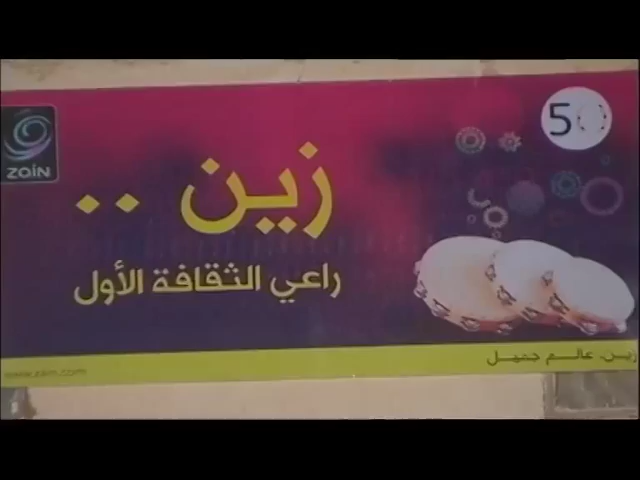 zain
50
زين ..
راعي الثقافة الأول
زين. عالم جميل
www.zain.com